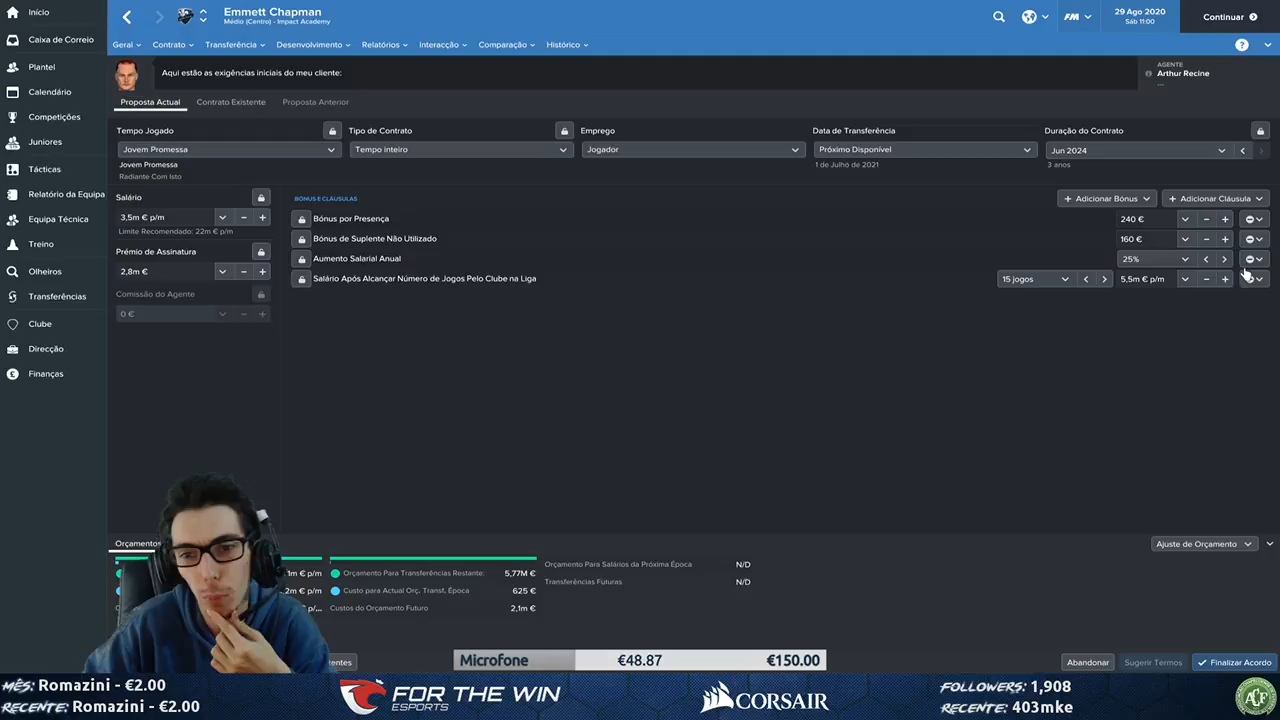 Início
Caixa de Correio
Plantel
Calendário
Competições
Juniores
Tácticas
Relatório da Equipa
Equipa Técnica
Treino
Olheiros
Transferências
Clube
Direcção
Finanças
Emmett Chapman
Médio (Centro) - Impact Academy
FM
29 Ago 2020
Sáb 11:00
Continuar
Geral
Contrato
Transferência
Desenvolvimento
Relatórios
Interacção
Comparação
Histórico
?
Aqui estão as exigências iniciais do meu cliente:
AGENTE
Arthur Recine
Proposta Actual
Contrato Existente
Proposta Anterior
Tempo Jogado
Tipo de Contrato
Emprego
Data de Transferência
Duração do Contrato
Jovem Promessa
Tempo inteiro
Jogador
Próximo Disponível
Jun 2024
Jovem Promessa
Radiante Com Isto
1 de Julho de 2021
3 anos
Salário
3,5m € p/m
Limite Recomendado: 22m € p/m
Prémio de Assinatura
2,8m €
Comissão do Agente
0 €
BÓNUS E CLÁUSULAS
+ Adicionar Bónus
+ Adicionar Cláusula
Bónus por Presença
240 €
Bónus de Suplente Não Utilizado
160 €
Aumento Salarial Anual
25%
Salário Após Alcançar Número de Jogos Pelo Clube na Liga
15 jogos
5,5m € p/m
Orçamentos
Ajuste de Orçamento
1m € p/m
Orçamento Para Transferências Restante:
5,77M €
2m € p/m
Custo para Actual Orç. Transf. Época
625 €
€ p/...
Custos do Orçamento Futuro
2,1m €
Orçamento Para Salários da Próxima Época
N/D
Transferências Futuras
N/D
Abandonar
Sugerir Termos
Finalizar Acordo
Microfone
€48.87
€150.00
MÊS: Romazini - €2.00
RECENTE: Romazini - €2.00
FOR THE WIN
ESPORTS
CORSAIR
FOLLOWERS: 1,908
RECENTE: 403mke